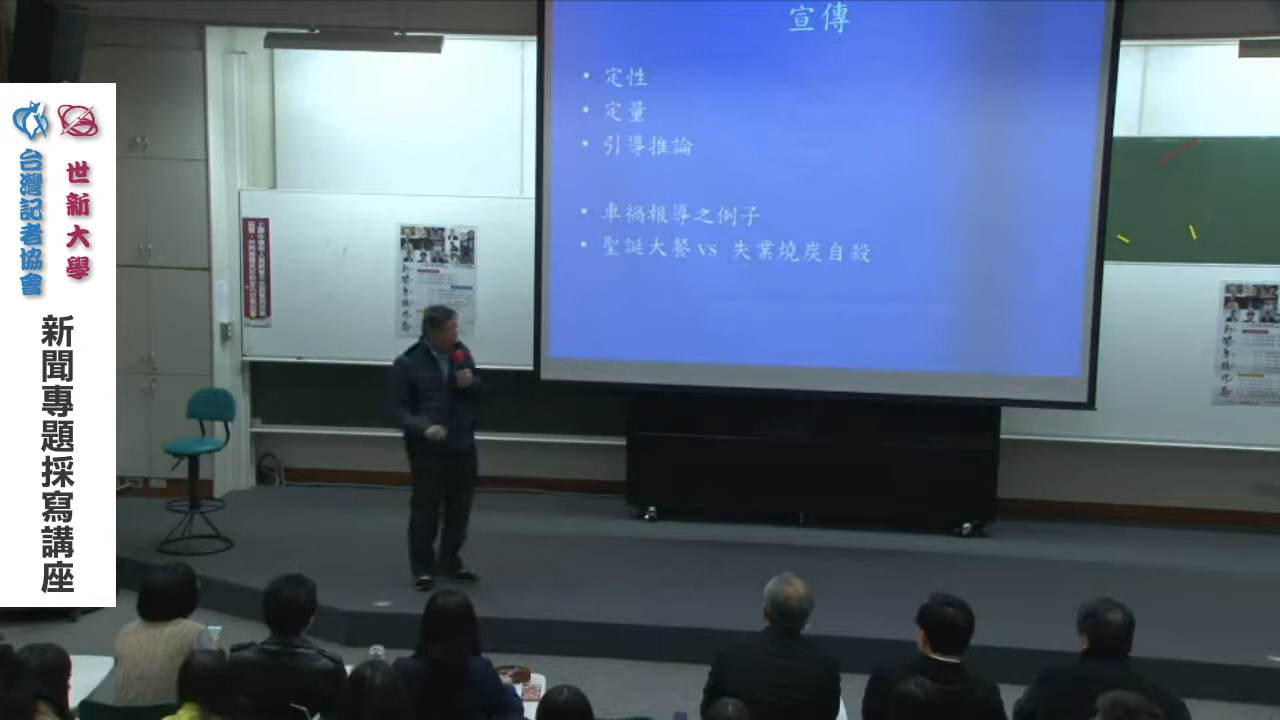 世新大學
台灣記者協會
新聞專題採寫講座
宣傳
• 定性
• 定量
• 引導推論
• 車禍報導之例子
• 聖誕大餐 vs 失業燒炭自殺